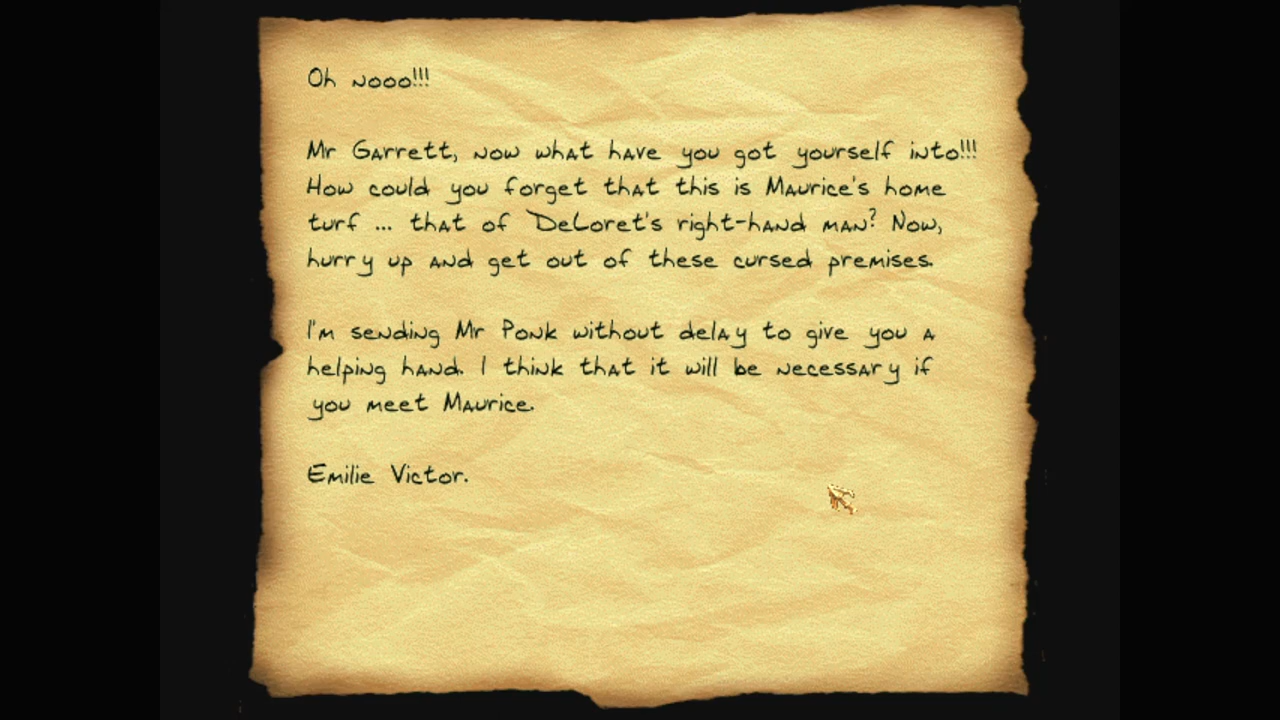 Oh nooo!!!
Mr Garrett, now what have you got yourself into!!!
How could you forget that this is Maurice's home
turf ... that of DeLoret's right-hand man? Now,
hurry up and get out of these cursed premises.
I'm sending Mr Ponk without delay to give you a
helping hand. I think that it will be necessary if
you meet Maurice.
Emilie Victor.